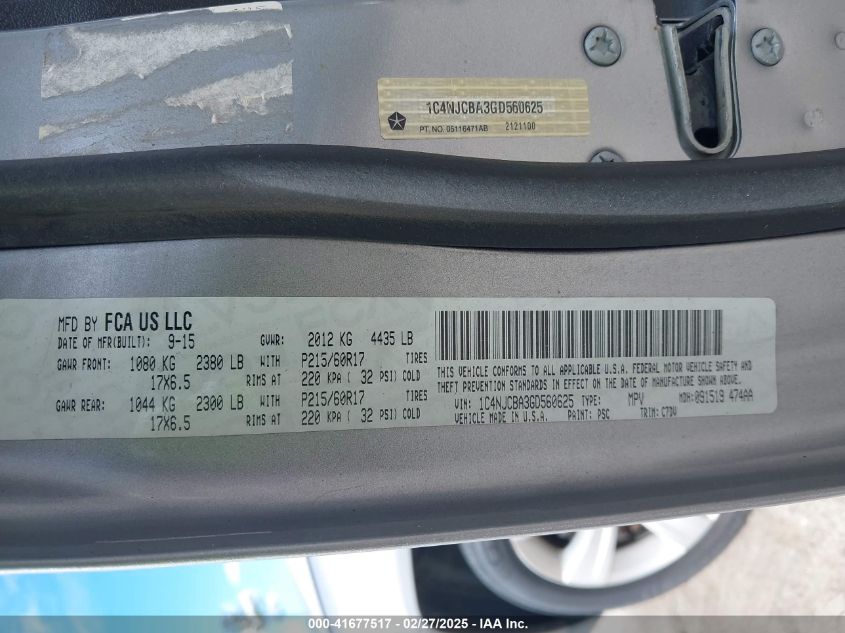 1C4NJCBA3GD560625
PT. NO. 05116471AB 2121100
MFD BY FCA US LLC
DATE OF MFR(BUILT): 9-15 GVWR: 2012 KG 4435 LB
GAWR FRONT: 1080 KG 2380 LB WITH P215/60R17 TIRES
17X6.5 RIMS AT 220 KPA ( 32 PSI) COLD
GAWR REAR: 1044 KG 2300 LB WITH P215/60R17 TIRES
17X6.5 RIMS AT 220 KPA ( 32 PSI) COLD
THIS VEHICLE CONFORMS TO ALL APPLICABLE U.S.A. FEDERAL MOTOR VEHICLE SAFETY AND
THEFT PREVENTION STANDARDS IN EFFECT ON THE DATE OF MANUFACTURE SHOWN ABOVE.
VIN: 1C4NJCBA3GD560625 TYPE: MPV MDH: 091519 474AA
VEHICLE MADE IN U.S.A. PAINT: PSC TRIM: C7DV
000-41677517 - 02/27/2025 - IAA Inc.